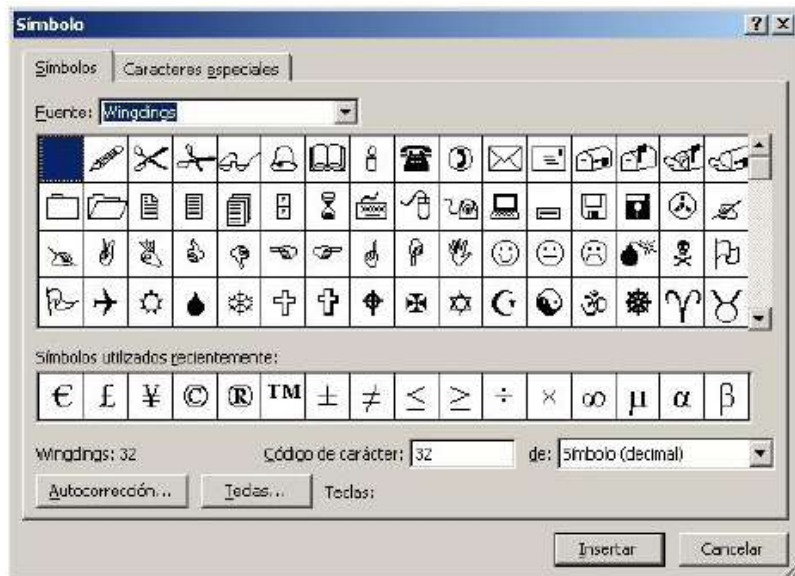 Símbolo
Símbolos Caracteres especiales
Fuente: Wingdings
Símbolos utilizados recientemente:
€ £ ¥ © ® ™ ± ≠ ≤ ≥ ÷ × ∞ µ α β
Wingdings: 32 Código de carácter: 32 de: Símbolo (decimal)
Autocorrección... Teclas... Teclas:
Insertar Cancelar